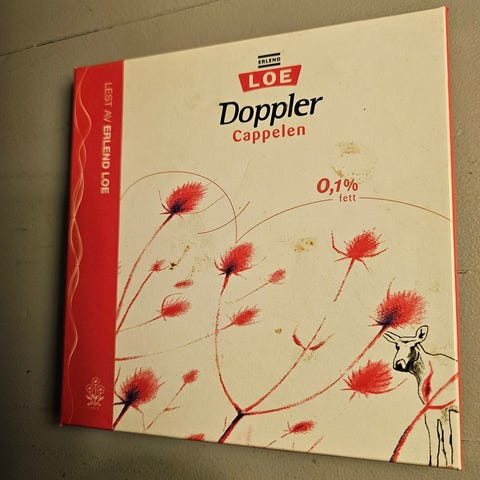 LEST AV ERLEND LOE
ERLEND
LOE
Doppler
Cappelen
0,1%
fett